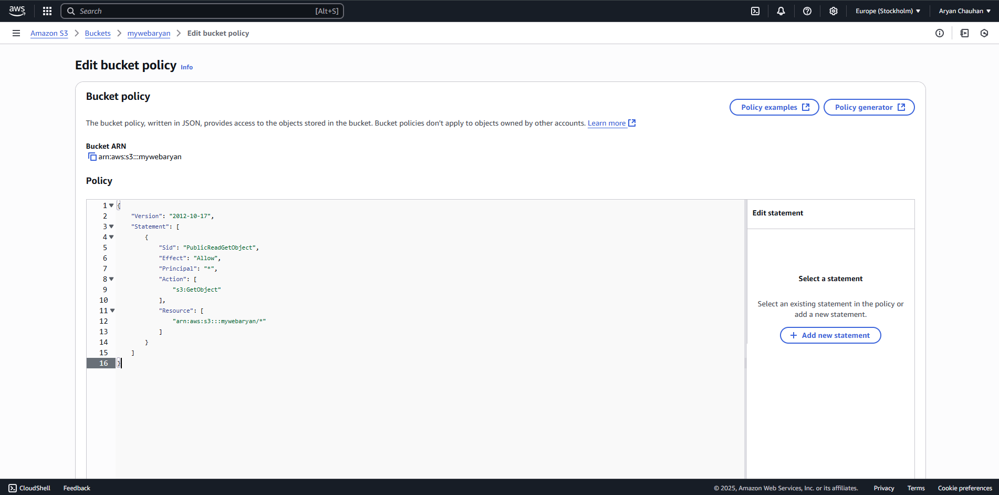 aws
Search [Alt+S]
Europe (Stockholm)
Aryan Chauhan
Amazon S3
Buckets
mywebaryan
Edit bucket policy
Edit bucket policy Info
Bucket policy
Policy examples
Policy generator
The bucket policy, written in JSON, provides access to the objects stored in the bucket. Bucket policies don't apply to objects owned by other accounts. Learn more
Bucket ARN
arn:aws:s3:::mywebaryan
Policy
1 {
2 "Version": "2012-10-17",
3 "Statement": [
4 {
5 "Sid": "PublicReadGetObject",
6 "Effect": "Allow",
7 "Principal": "*",
8 "Action": [
9 "s3:GetObject"
10 ],
11 "Resource": [
12 "arn:aws:s3:::mywebaryan/*"
13 ]
14 }
15 ]
16 }
Edit statement
Select a statement
Select an existing statement in the policy or
add a new statement.
+ Add new statement
CloudShell
Feedback
© 2025, Amazon Web Services, Inc. or its affiliates.
Privacy
Terms
Cookie preferences